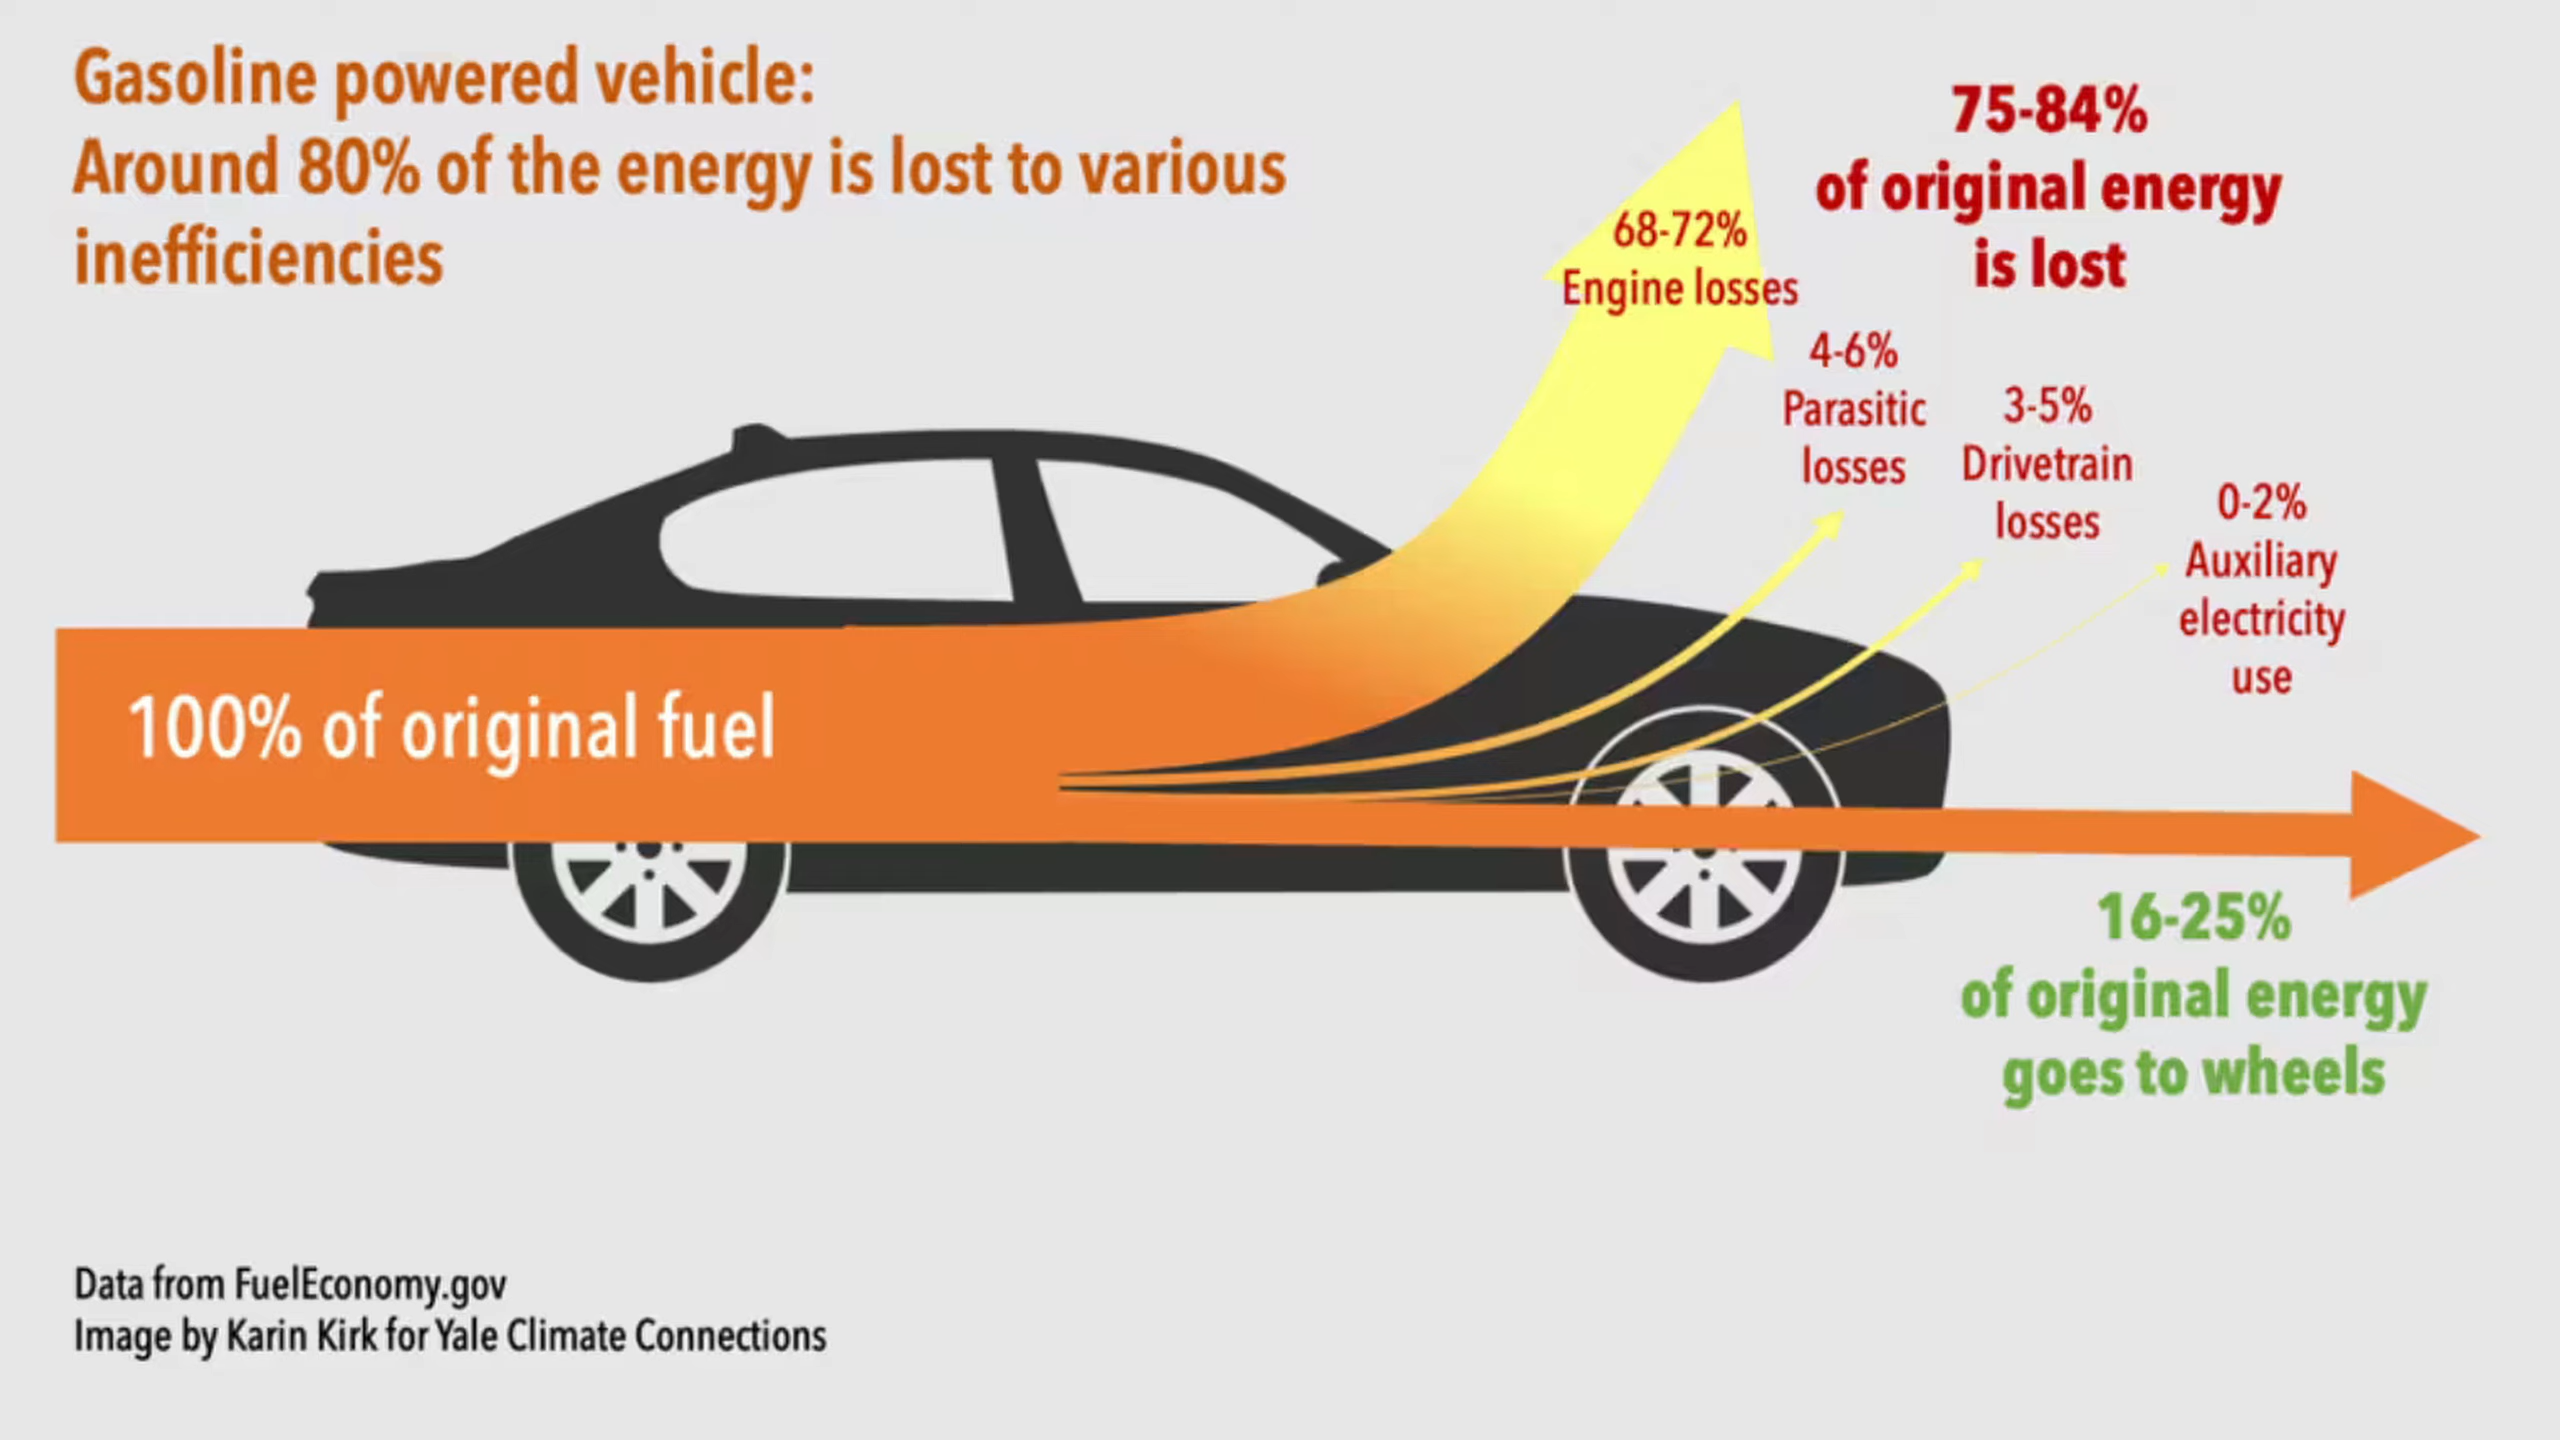 Gasoline powered vehicle:
Around 80% of the energy is lost to various
inefficiencies
75-84%
of original energy
is lost
68-72%
Engine losses
4-6%
Parasitic
losses
3-5%
Drivetrain
losses
0-2%
Auxiliary
electricity
use
100% of original fuel
16-25%
of original energy
goes to wheels
Data from FuelEconomy.gov
Image by Karin Kirk for Yale Climate Connections